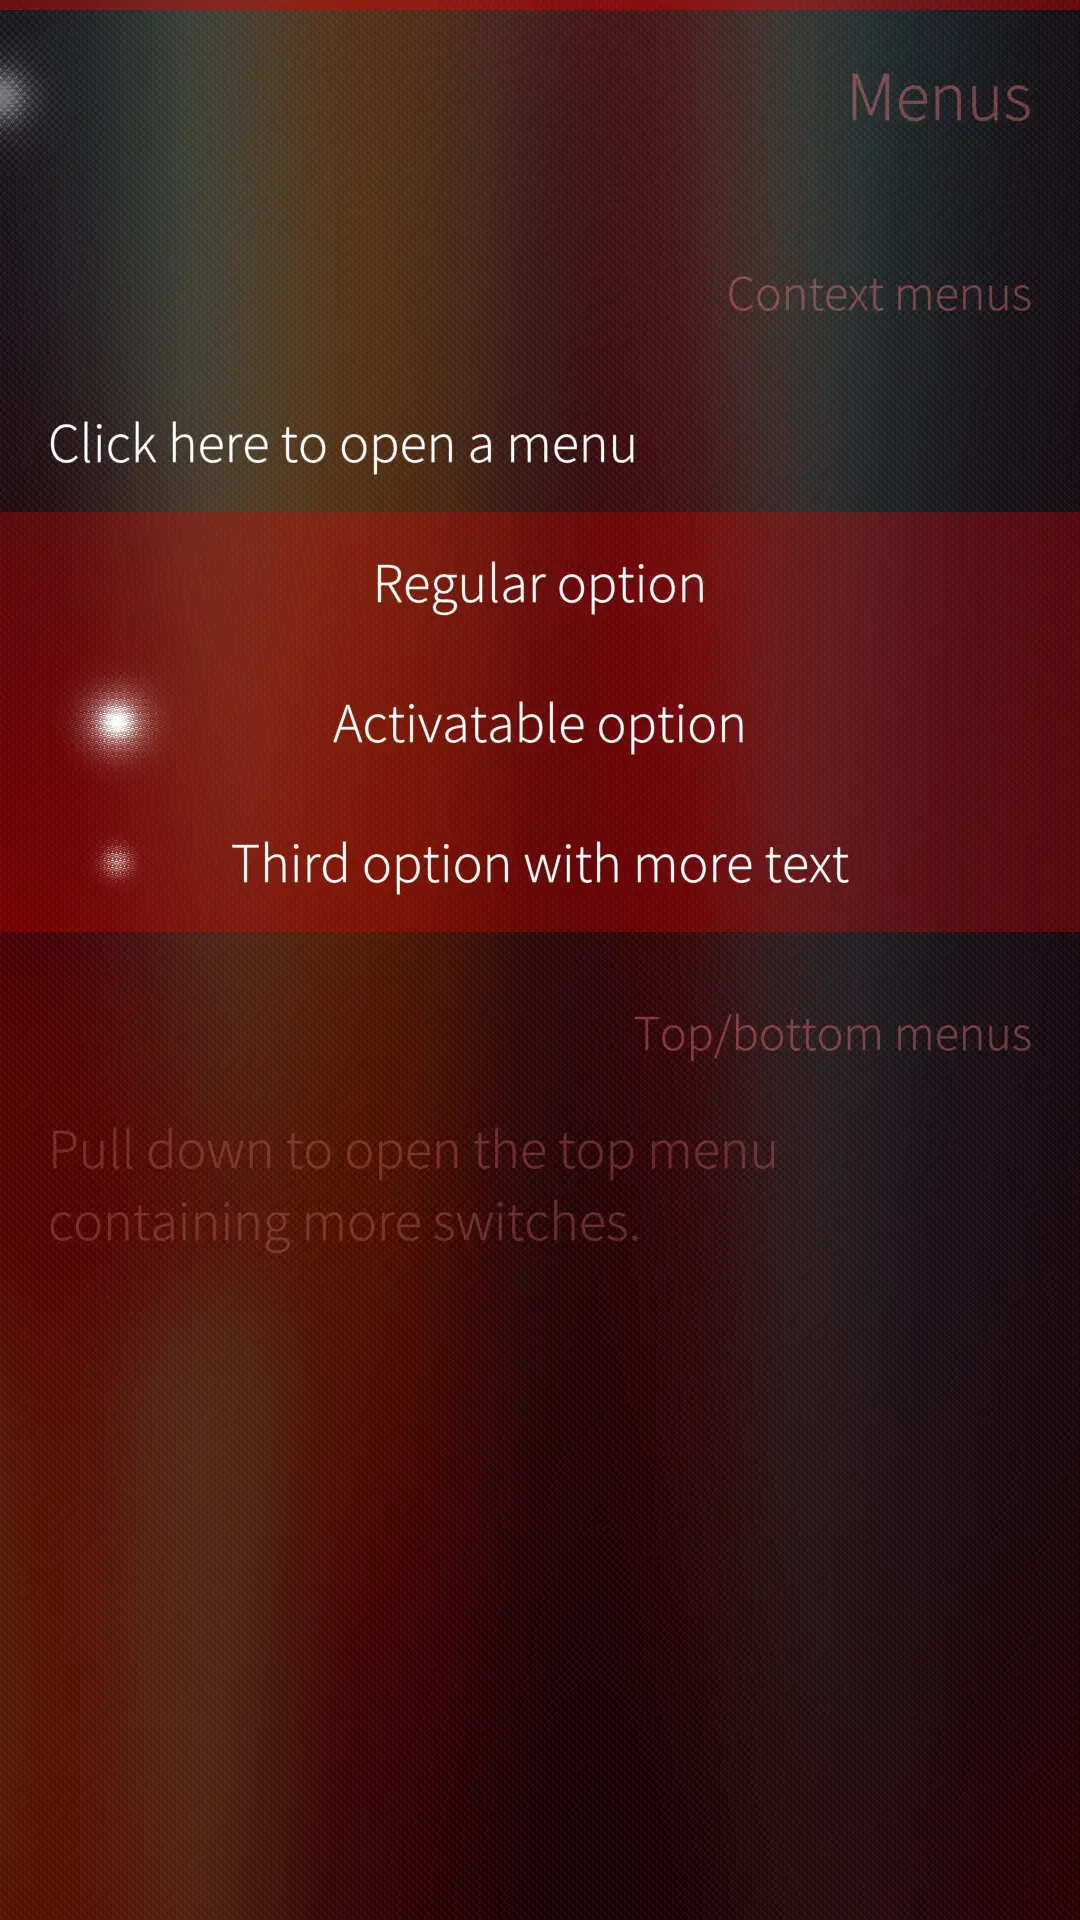 Menus
Context menus
Click here to open a menu
Regular option
Activatable option
Third option with more text
Top/bottom menus
Pull down to open the top menu
containing more switches.